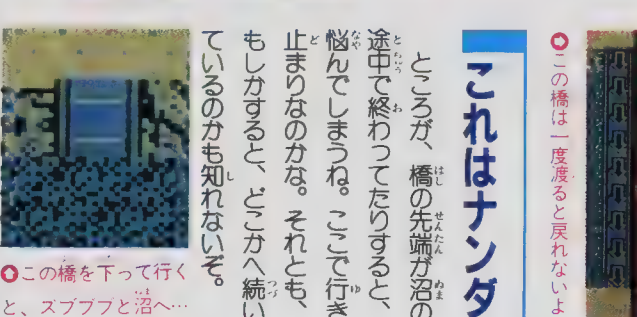 この橋は一度渡ると戻れないよ
これはナンダ
ところが、橋の先端が沼の
途中で終わってたりすると、
悩んでしまうね。ここで行き
止まりなのかな。それとも、
もしかすると、どこかへ続い
ているのかも知れないぞ。
この橋を下って行く
と、ズブブブと沼へ…